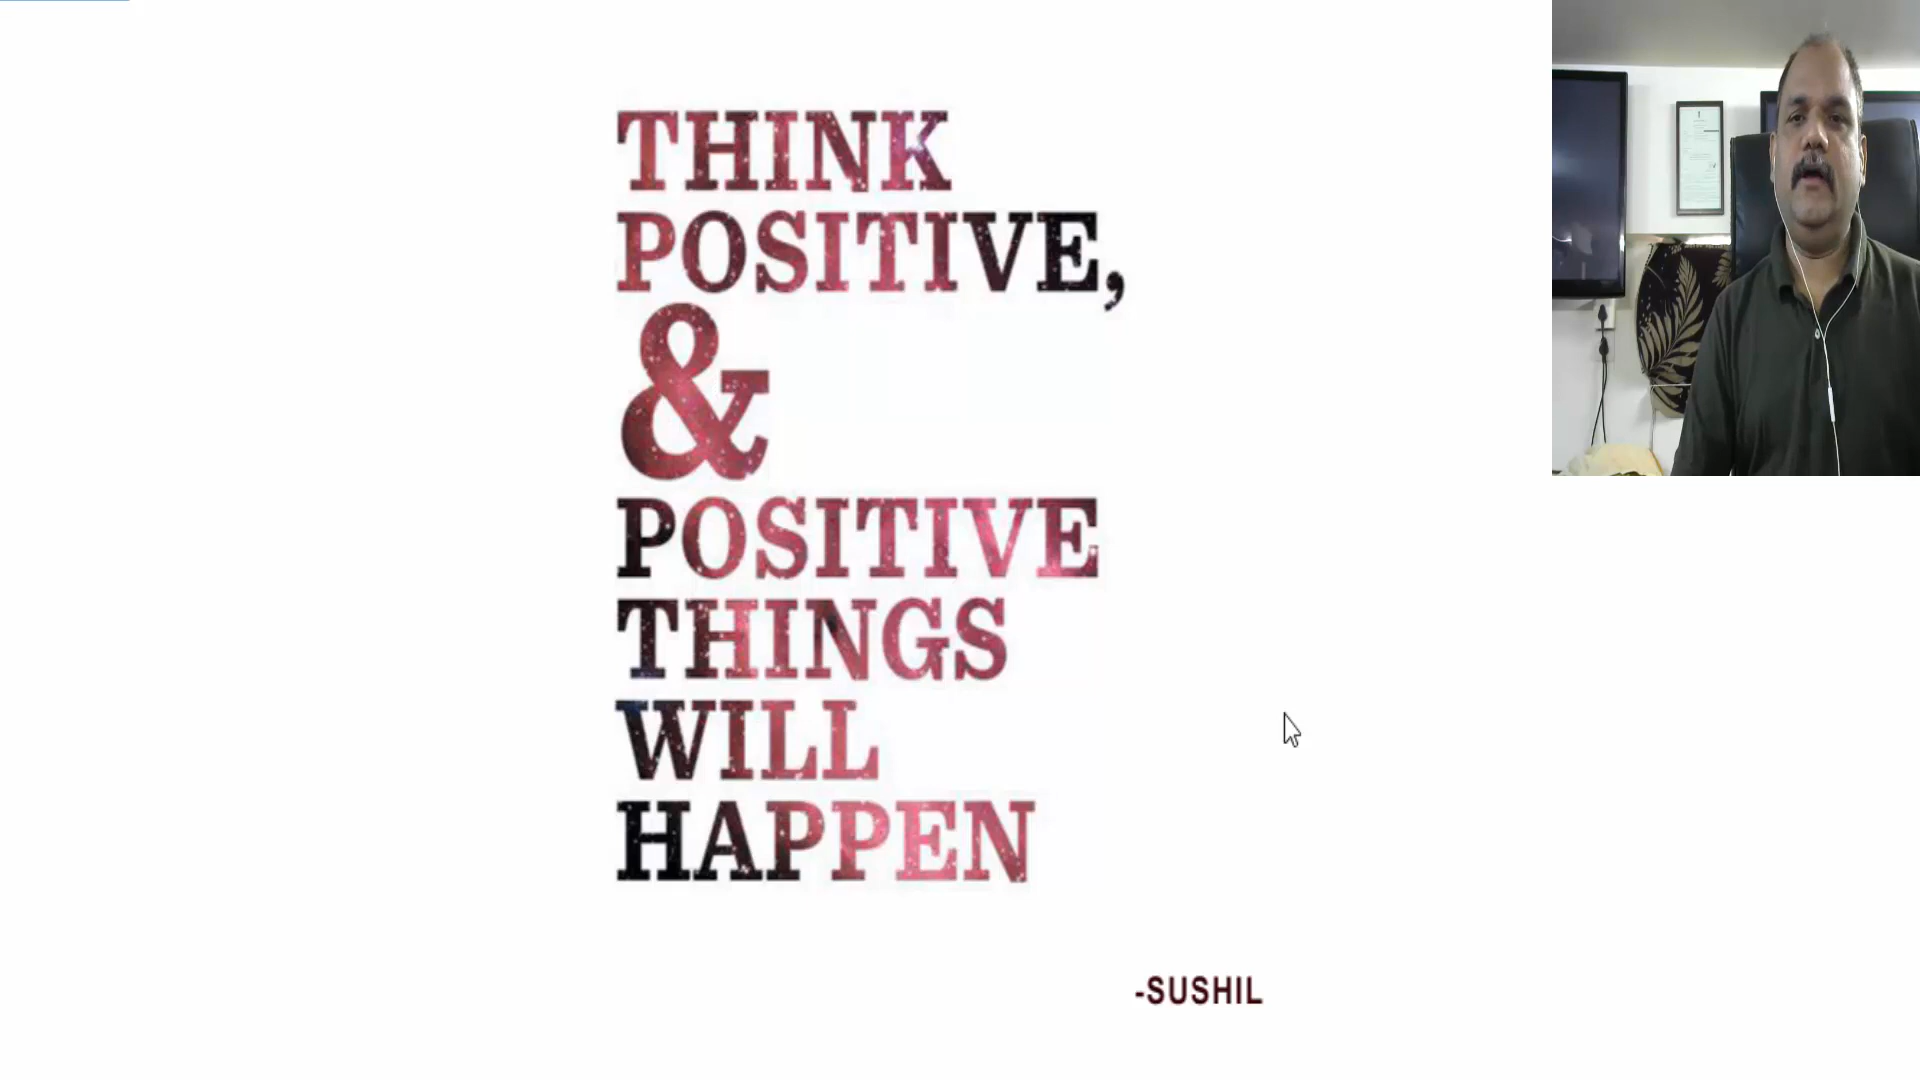 THINK
POSITIVE,
&
POSITIVE
THINGS
WILL
HAPPEN
-SUSHIL